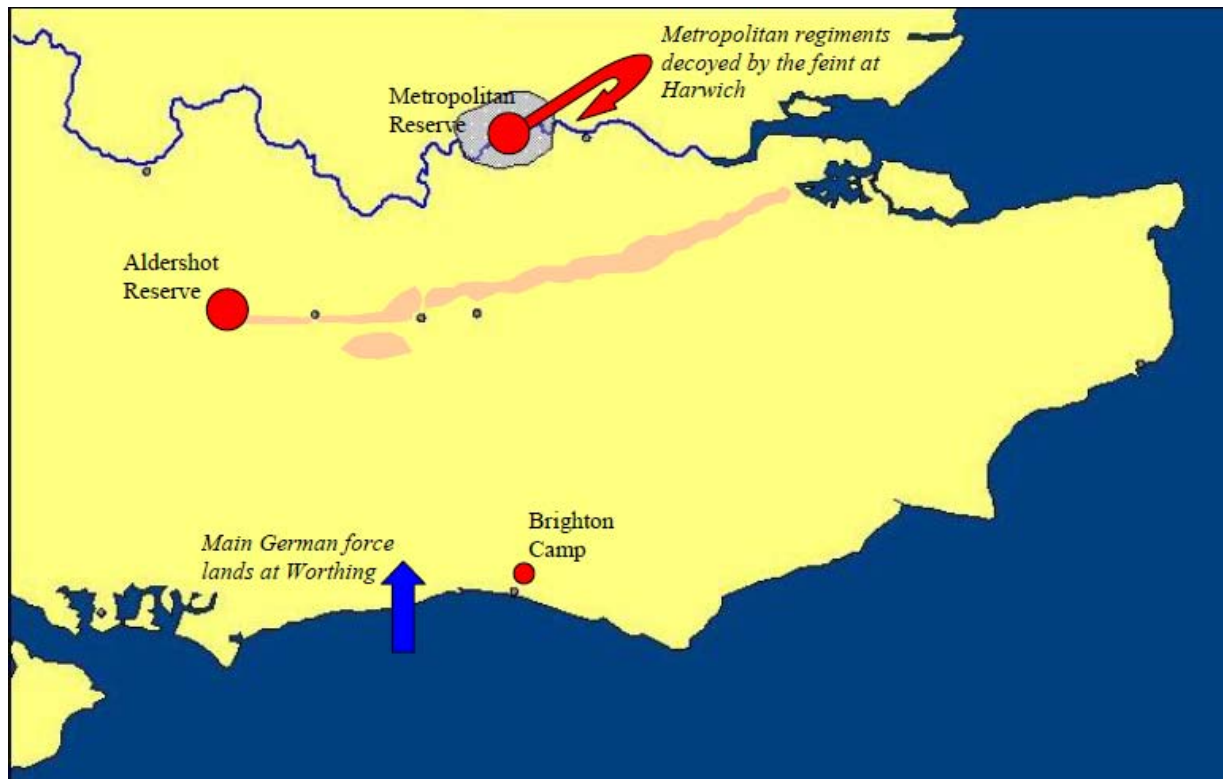 Metropolitan regiments
decoyed by the feint at
Harwich
Metropolitan
Reserve
Aldershot
Reserve
Brighton
Camp
Main German force
lands at Worthing